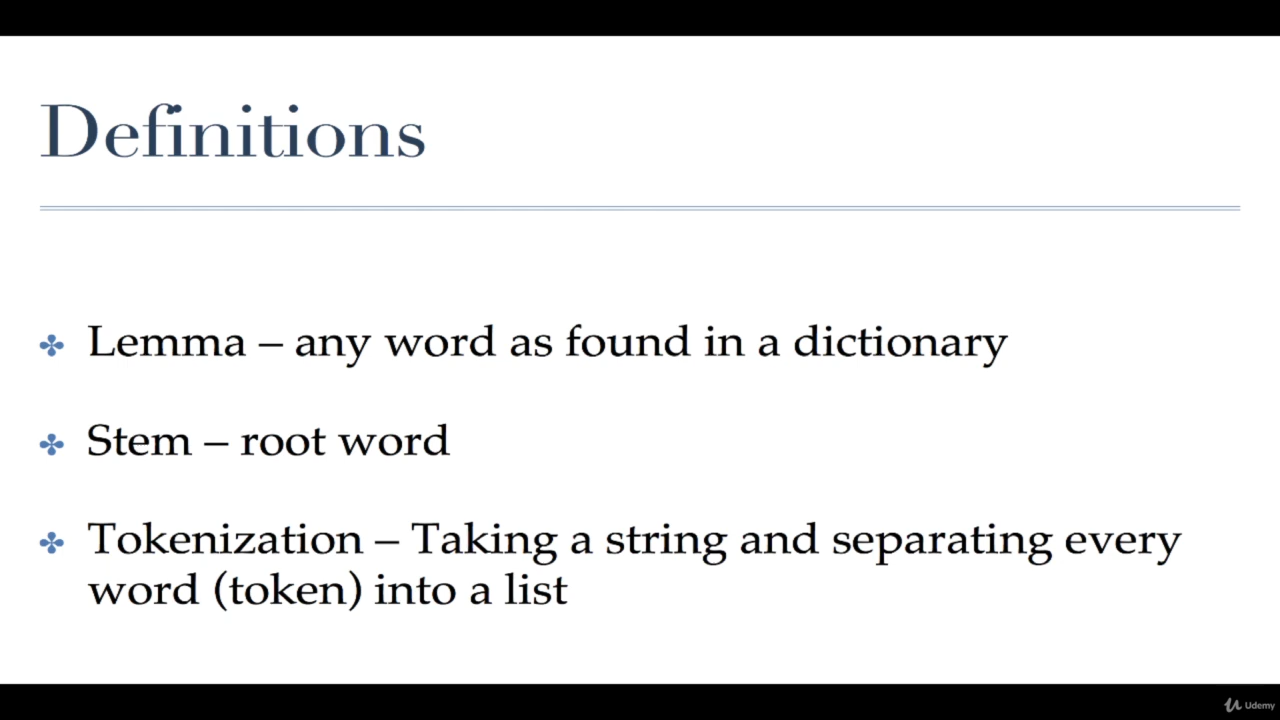 Definitions
Lemma – any word as found in a dictionary
Stem – root word
Tokenization – Taking a string and separating every
word (token) into a list
Udemy